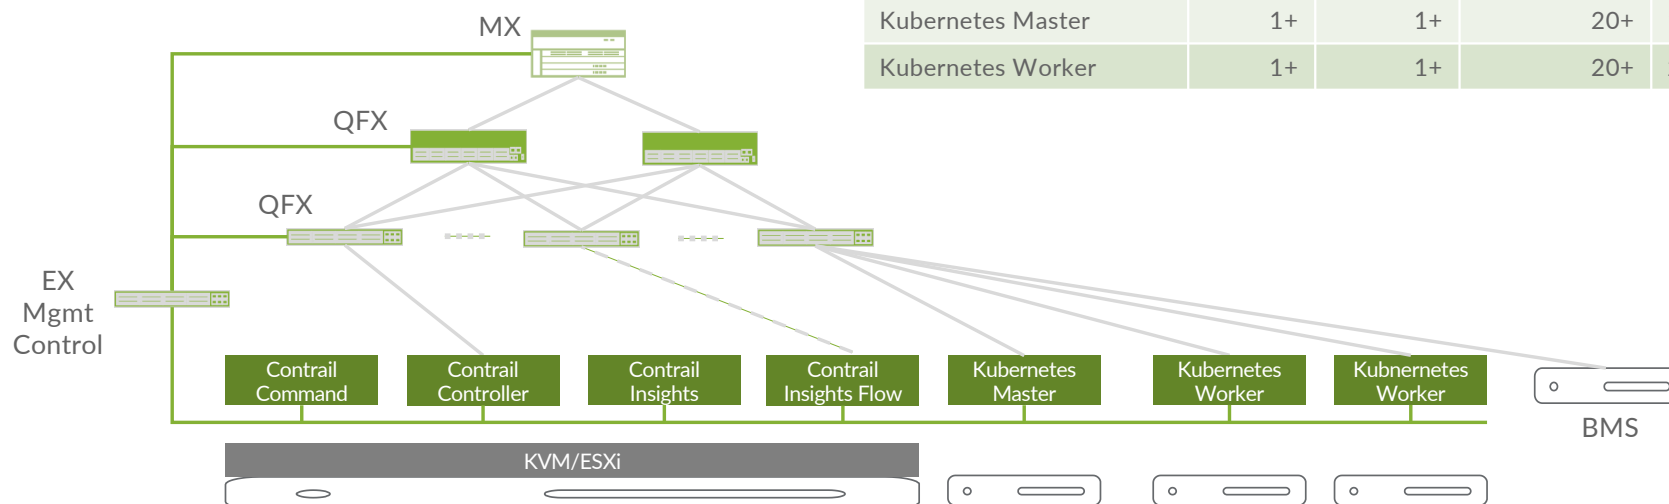 MX
Kubernetes Master 1+ 1+ 20+
Kubernetes Worker 1+ 1+ 20+
QFX
QFX
EX
Mgmt
Control
Contrail
Command
Contrail
Controller
Contrail
Insights
Contrail
Insights Flow
Kubernetes
Master
Kubernetes
Worker
Kubnernetes
Worker
BMS
KVM/ESXi